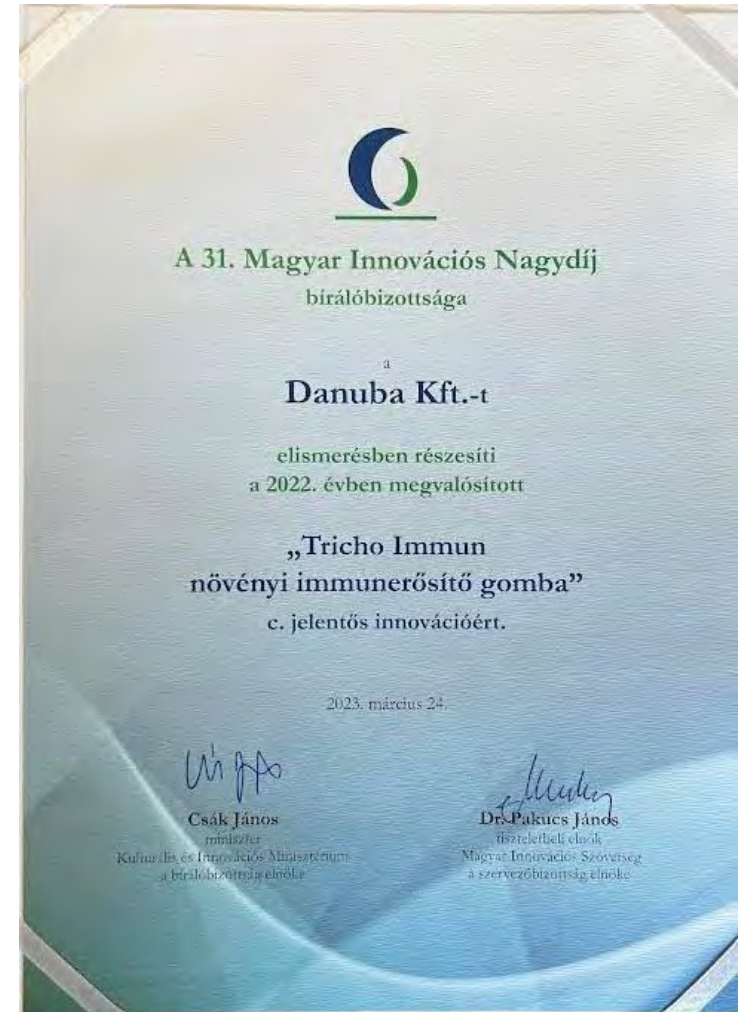 A 31. Magyar Innovációs Nagydíj
bírálóbizottsága
a
Danuba Kft.-t
elismerésben részesíti
a 2022. évben megvalósított
„Tricho Immun
növényi immunerősítő gomba”
c. jelentős innovációért.
2023. március 24.
Csák János
miniszter
Kulturális és Innovációs Minisztérium
a bírálóbizottság elnöke
Dr. Pakucs János
tiszteletbeli elnök
Magyar Innovációs Szövetség
a szervezőbizottság elnöke